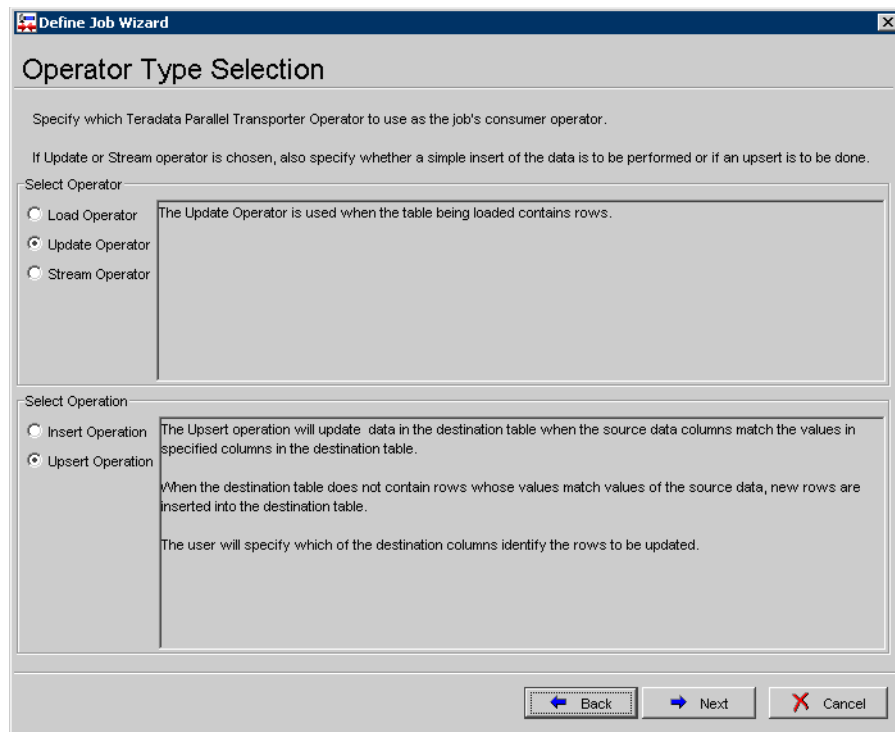 Define Job Wizard
Operator Type Selection
Specify which Teradata Parallel Transporter Operator to use as the job's consumer operator.
If Update or Stream operator is chosen, also specify whether a simple insert of the data is to be performed or if an upsert is to be done.
Select Operator
Load Operator
The Update Operator is used when the table being loaded contains rows.
Update Operator
Stream Operator
Select Operation
Insert Operation
Upsert Operation
The Upsert operation will update data in the destination table when the source data columns match the values in
specified columns in the destination table.
When the destination table does not contain rows whose values match values of the source data, new rows are
inserted into the destination table.
The user will specify which of the destination columns identify the rows to be updated.
Back
Next
Cancel